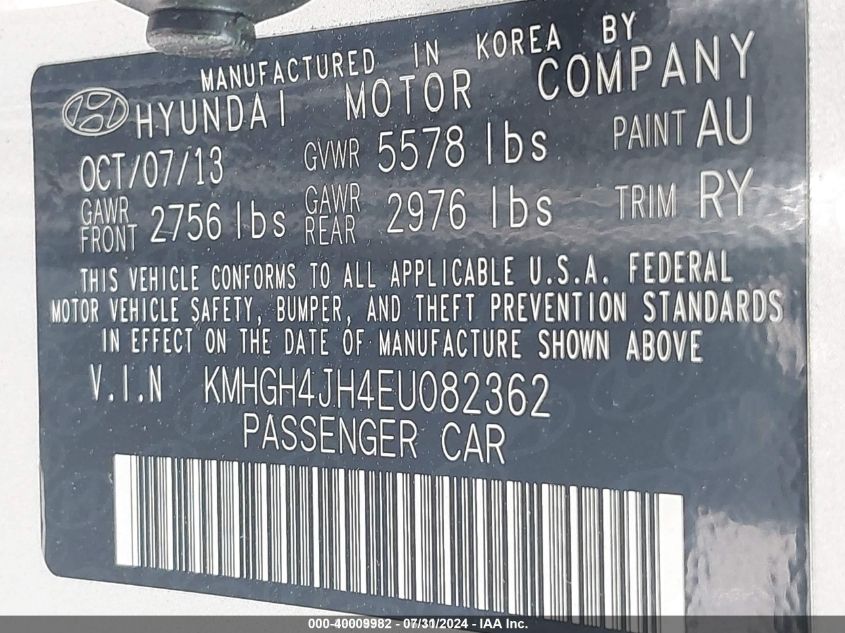 MANUFACTURED IN KOREA BY
HYUNDAI MOTOR COMPANY
OCT/07/13 GVWR 5578 lbs PAINT AU
GAWR FRONT 2756 lbs GAWR REAR 2976 lbs TRIM RY
THIS VEHICLE CONFORMS TO ALL APPLICABLE U.S.A. FEDERAL
MOTOR VEHICLE SAFETY, BUMPER, AND THEFT PREVENTION STANDARDS
IN EFFECT ON THE DATE OF MANUFACTURE SHOWN ABOVE
V.I.N KMHGH4JH4EU082362
PASSENGER CAR
000-40009982 - 07/31/2024 - IAA Inc.